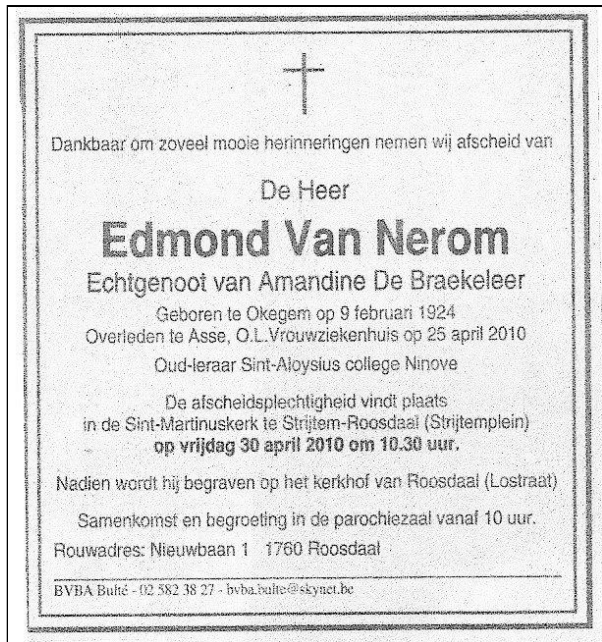 Dankbaar om zoveel mooie herinneringen nemen wij afscheid van
De Heer
Edmond Van Nerom
Echtgenoot van Amandine De Braekeleer
Geboren te Okegem op 9 februari 1924
Overleden te Asse, O.L.Vrouwziekenhuis op 25 april 2010
Oud-leraar Sint-Aloysius college Ninove
De afscheidsplechtigheid vindt plaats
in de Sint-Martinuskerk te Strijtem-Roosdaal (Strijtemplein)
op vrijdag 30 april 2010 om 10.30 uur.
Nadien wordt hij begraven op het kerkhof van Roosdaal (Lostraat)
Samenkomst en begroeting in de parochiezaal vanaf 10 uur.
Rouwadres: Nieuwbaan 1 1760 Roosdaal
BVBA Bulté - 02 582 38 27 - bvba.bulte@skynet.be